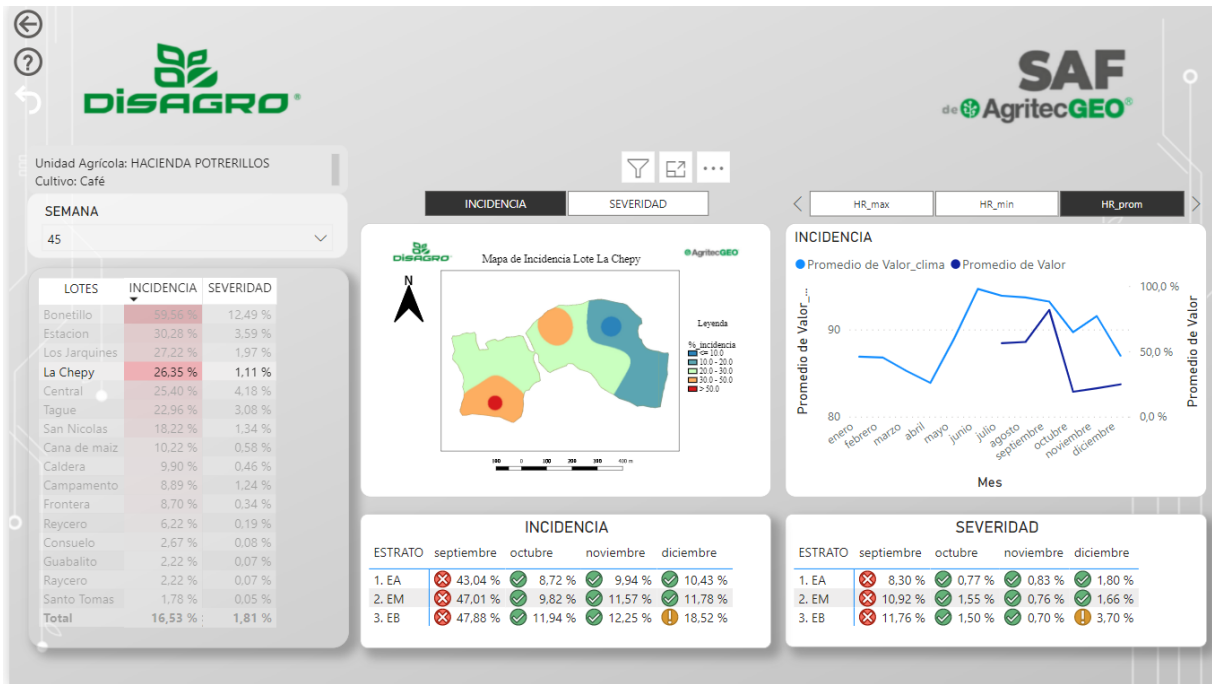 DISAGRO®
SAF
de AgritecGEO®
Unidad Agrícola: HACIENDA POTRERILLOS
Cultivo: Café
SEMANA
45
LOTES INCIDENCIA SEVERIDAD
Bonetillo 59,56 % 12,49 %
Estacion 30,28 % 3,59 %
Los Jarquines 27,22 % 1,97 %
La Chepy 26,35 % 1,11 %
Central 25,40 % 4,18 %
Tague 22,96 % 3,08 %
San Nicolas 18,22 % 1,34 %
Cana de maiz 10,22 % 0,58 %
Caldera 9,90 % 0,46 %
Campamento 8,89 % 1,24 %
Frontera 8,70 % 0,34 %
Reycero 6,22 % 0,19 %
Consuelo 2,67 % 0,08 %
Guabalito 2,22 % 0,07 %
Raycero 2,22 % 0,07 %
Santo Tomas 1,78 % 0,05 %
Total 16,53 % 1,81 %
INCIDENCIA SEVERIDAD
DISAGRO
AgritecGEO
Mapa de Incidencia Lote La Chepy
N
Leyenda
%_incidencia
<= 10.0
10.0 - 20.0
20.0 - 30.0
30.0 - 50.0
> 50.0
100 0 100 200 300 400 m
HR_max HR_min HR_prom
INCIDENCIA
Promedio de Valor_clima Promedio de Valor
Promedio de Valor_...
90
80
100,0 %
50,0 %
0,0 %
Promedio de Valor
enero febrero marzo abril mayo junio julio agosto septiembre octubre noviembre diciembre
Mes
INCIDENCIA
ESTRATO septiembre octubre noviembre diciembre
1. EA 43,04 % 8,72 % 9,94 % 10,43 %
2. EM 47,01 % 9,82 % 11,57 % 11,78 %
3. EB 47,88 % 11,94 % 12,25 % 18,52 %
SEVERIDAD
ESTRATO septiembre octubre noviembre diciembre
1. EA 8,30 % 0,77 % 0,83 % 1,80 %
2. EM 10,92 % 1,55 % 0,76 % 1,66 %
3. EB 11,76 % 1,50 % 0,70 % 3,70 %